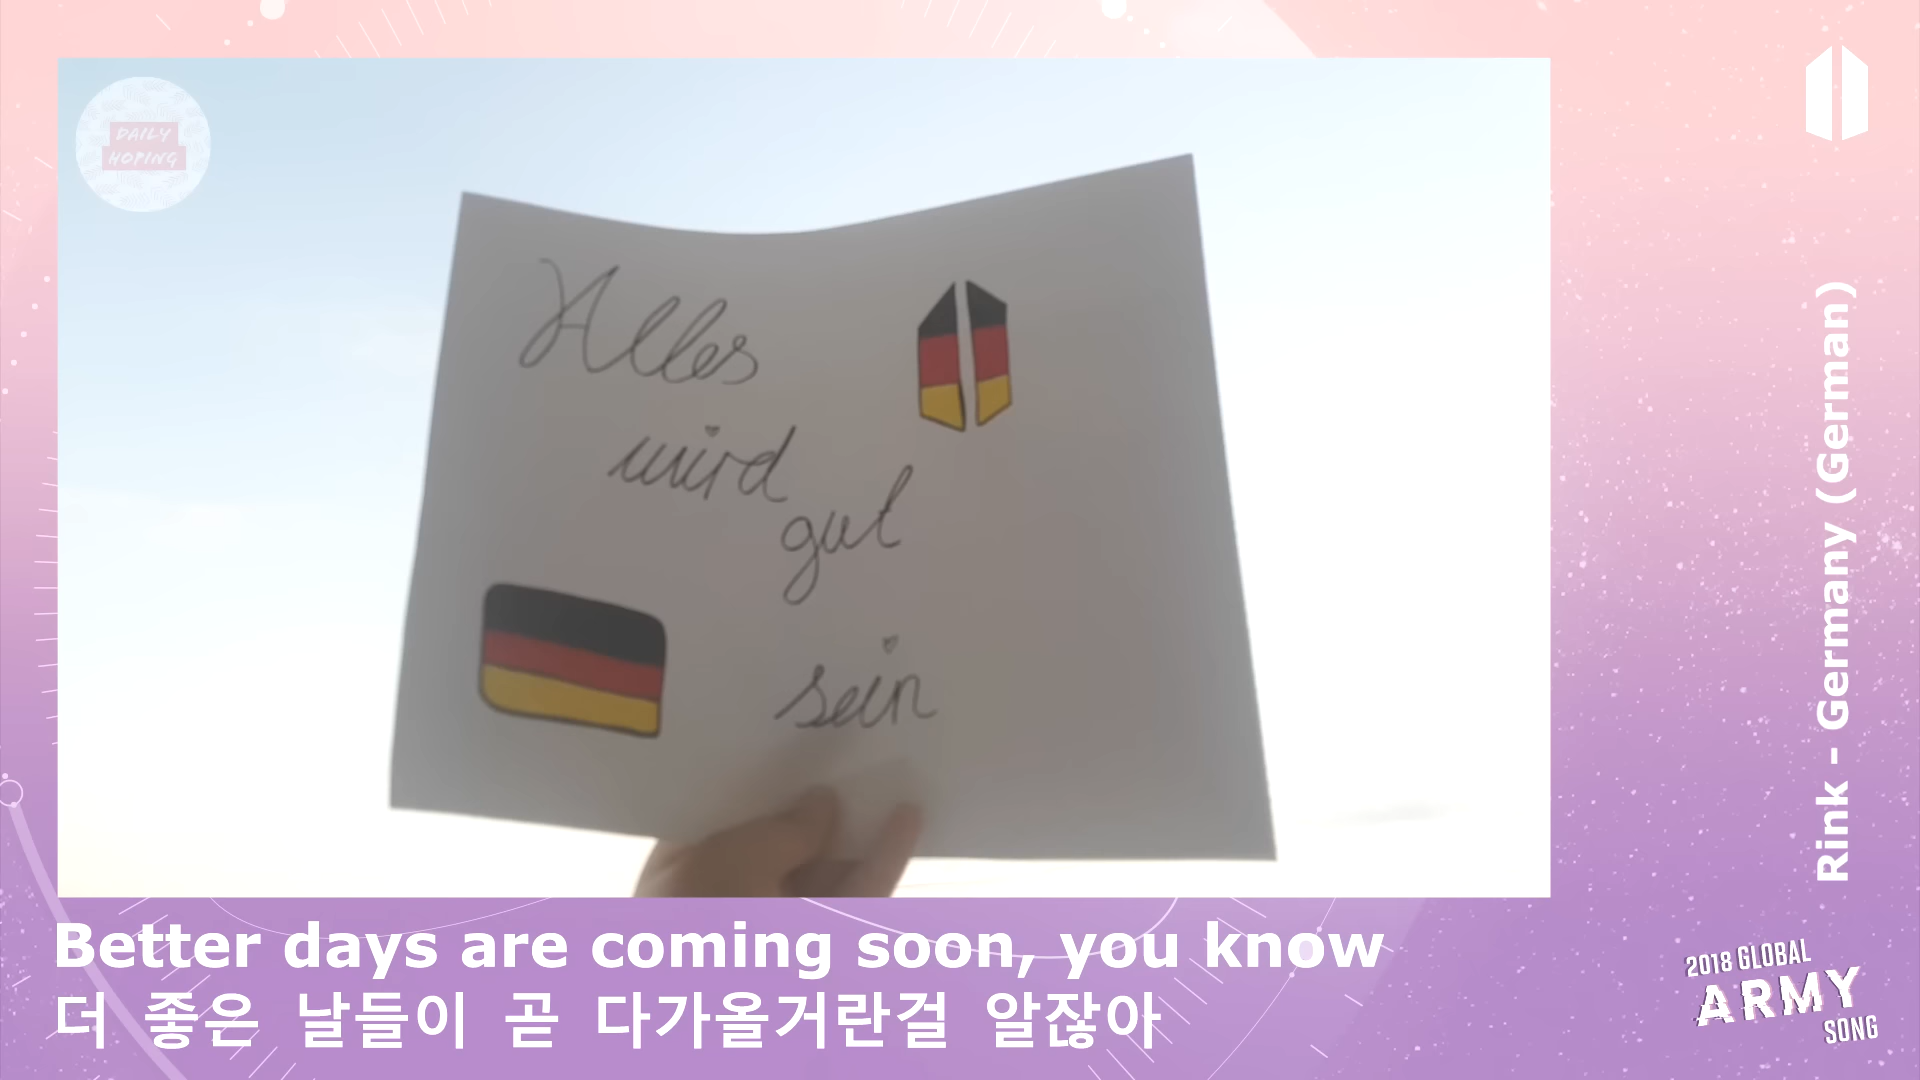 DAILY
HOPING
Alles
wird
gut
sein
Rink - Germany (German)
Better days are coming soon, you know
더 좋은 날들이 곧 다가올거란걸 알잖아
2018 GLOBAL
ARMY
SONG